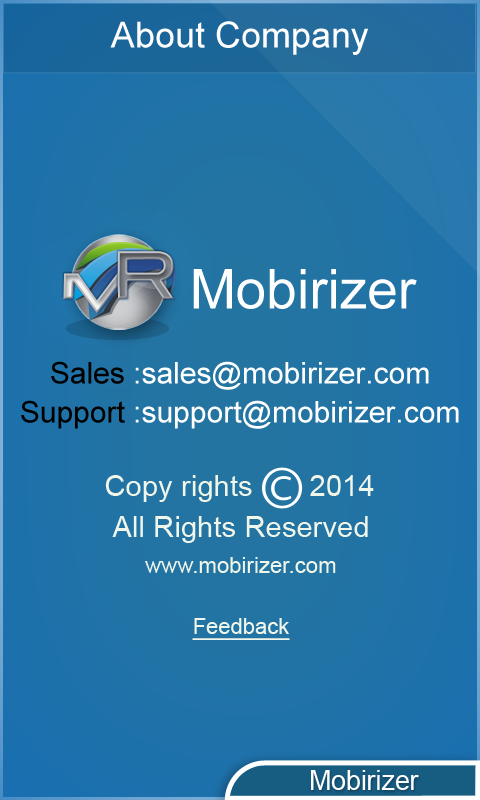 About Company
MR Mobirizer
Sales :sales@mobirizer.com
Support :support@mobirizer.com
Copy rights © 2014
All Rights Reserved
www.mobirizer.com
Feedback
Mobirizer